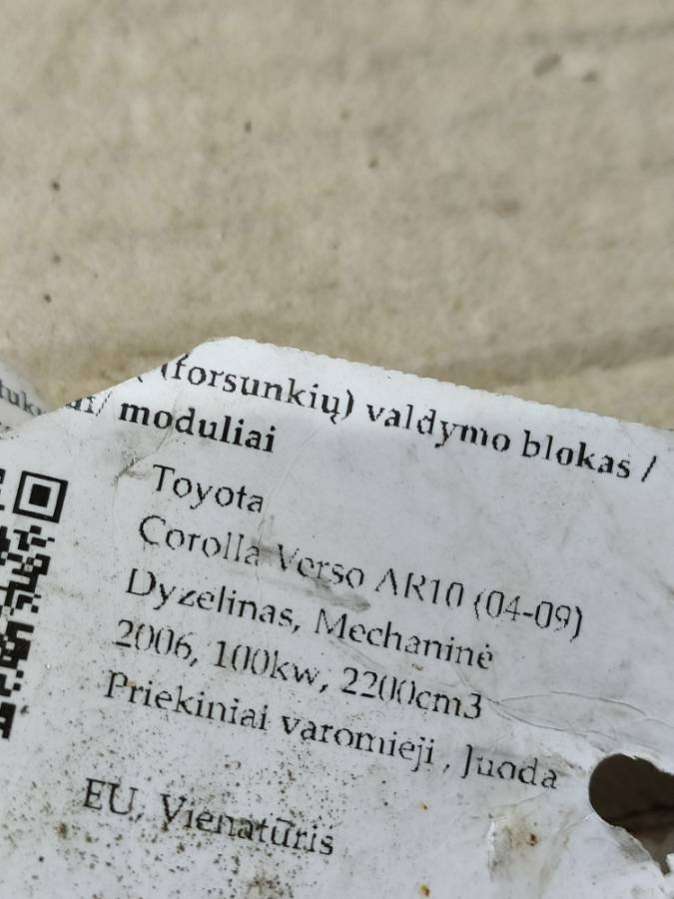 (forsunkių) valdymo blokas /
moduliai
Toyota
Corolla Verso AR10 (04-09)
Dyzelinas, Mechaninė
2006, 100kw, 2200cm3
Priekiniai varomieji , Juoda
EU, Vienatūris